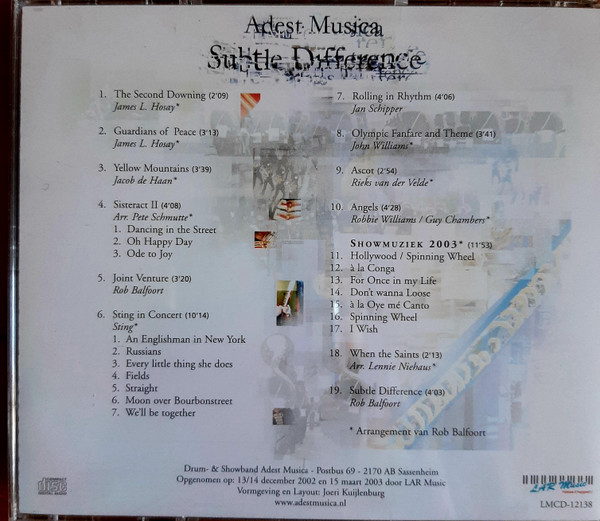 Adest Musica
Subtle Difference
1. The Second Downing (2'09)
James L. Hosay*
2. Guardians of Peace (3'13)
James L. Hosay*
3. Yellow Mountains (3'39)
Jacob de Haan*
4. Sisteract II (4'08)
Arr. Pete Schmutte*
1. Dancing in the Street
2. Oh Happy Day
3. Ode to Joy
5. Joint Venture (3'20)
Rob Balfoort
6. Sting in Concert (10'14)
Sting*
1. An Englishman in New York
2. Russians
3. Every little thing she does
4. Fields
5. Straight
6. Moon over Bourbonstreet
7. We'll be together
7. Rolling in Rhythm (4'06)
Jan Schipper
8. Olympic Fanfare and Theme (3'41)
John Williams*
9. Ascot (2'54)
Rieks van der Velde*
10. Angels (4'28)
Robbie Williams / Guy Chambers*
SHOWMUZIEK 2003* (11'53)
11. Hollywood / Spinning Wheel
12. à la Conga
13. For Once in my Life
14. Don't wanna Loose
15. à la Oye mé Canto
16. Spinning Wheel
17. I Wish
18. When the Saints (2'13)
Arr. Lennie Niehaus*
19. Subtle Difference (4'03)
Rob Balfoort
* Arrangement van Rob Balfoort
Drum- & Showband Adest Musica - Postbus 69 - 2170 AB Sassenheim
Opgenomen op: 13/14 december 2002 en 15 maart 2003 door LAR Music
Vormgeving en Layout: Joeri Kuijlenburg
www.adestmusica.nl
LAR Music
LMCD-12138